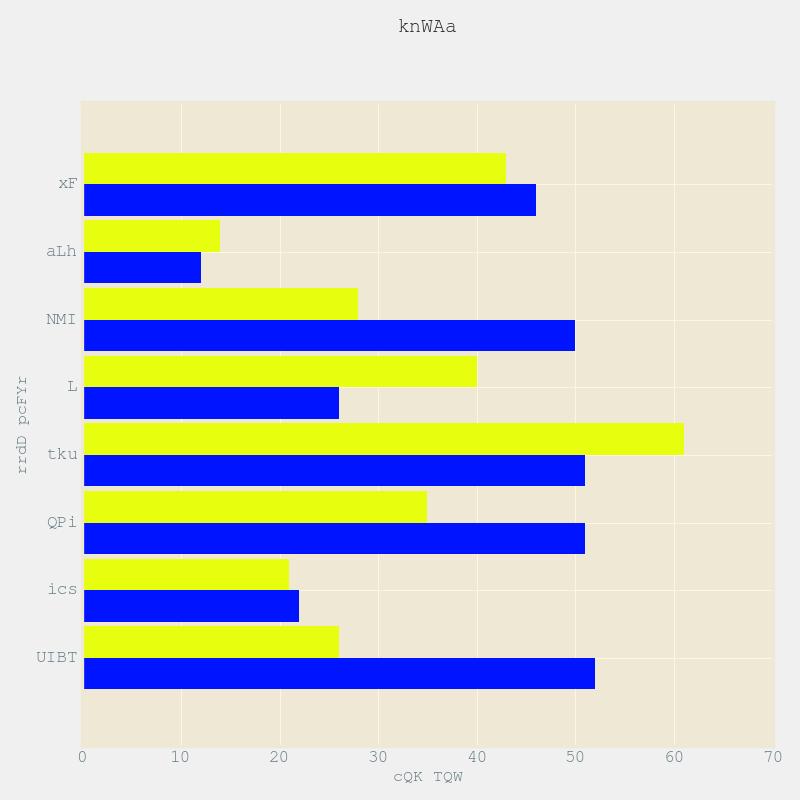 knWAa
xF
aLh
NMI
L
tku
QPi
ics
UIBT
rrdD pcFYr
0 10 20 30 40 50 60 70
cQK TQW